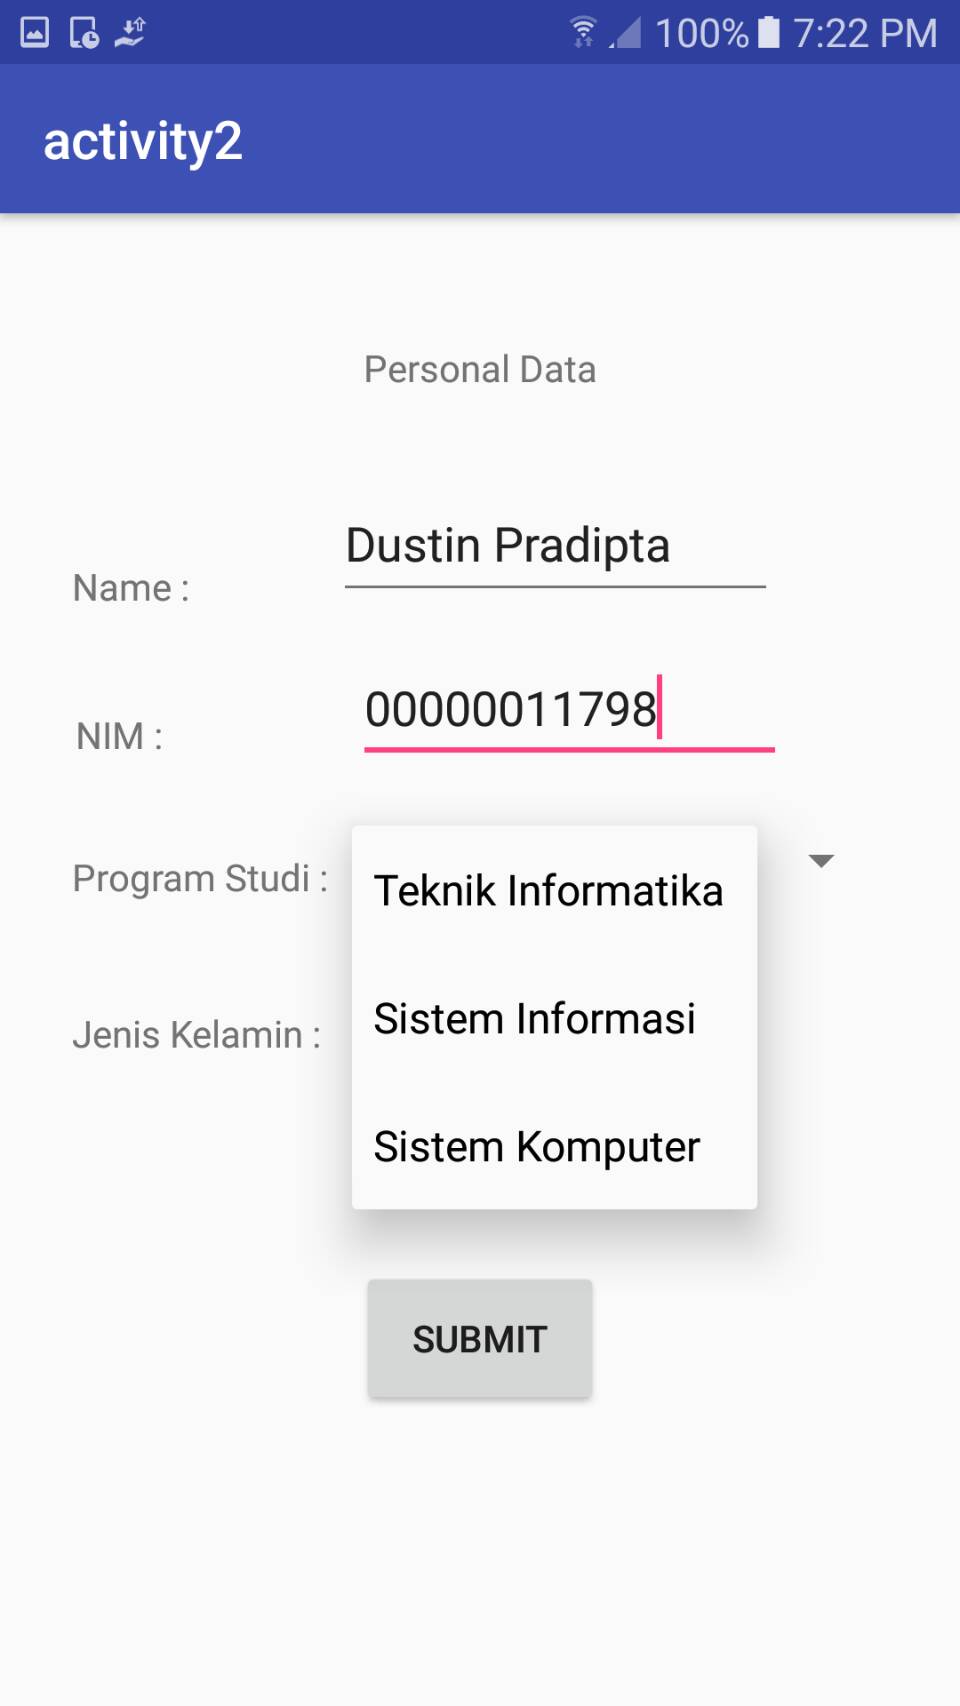 100% 7:22 PM
activity2
Personal Data
Dustin Pradipta
Name :
00000011798
NIM :
Program Studi :
Teknik Informatika
Sistem Informasi
Jenis Kelamin :
Sistem Komputer
SUBMIT